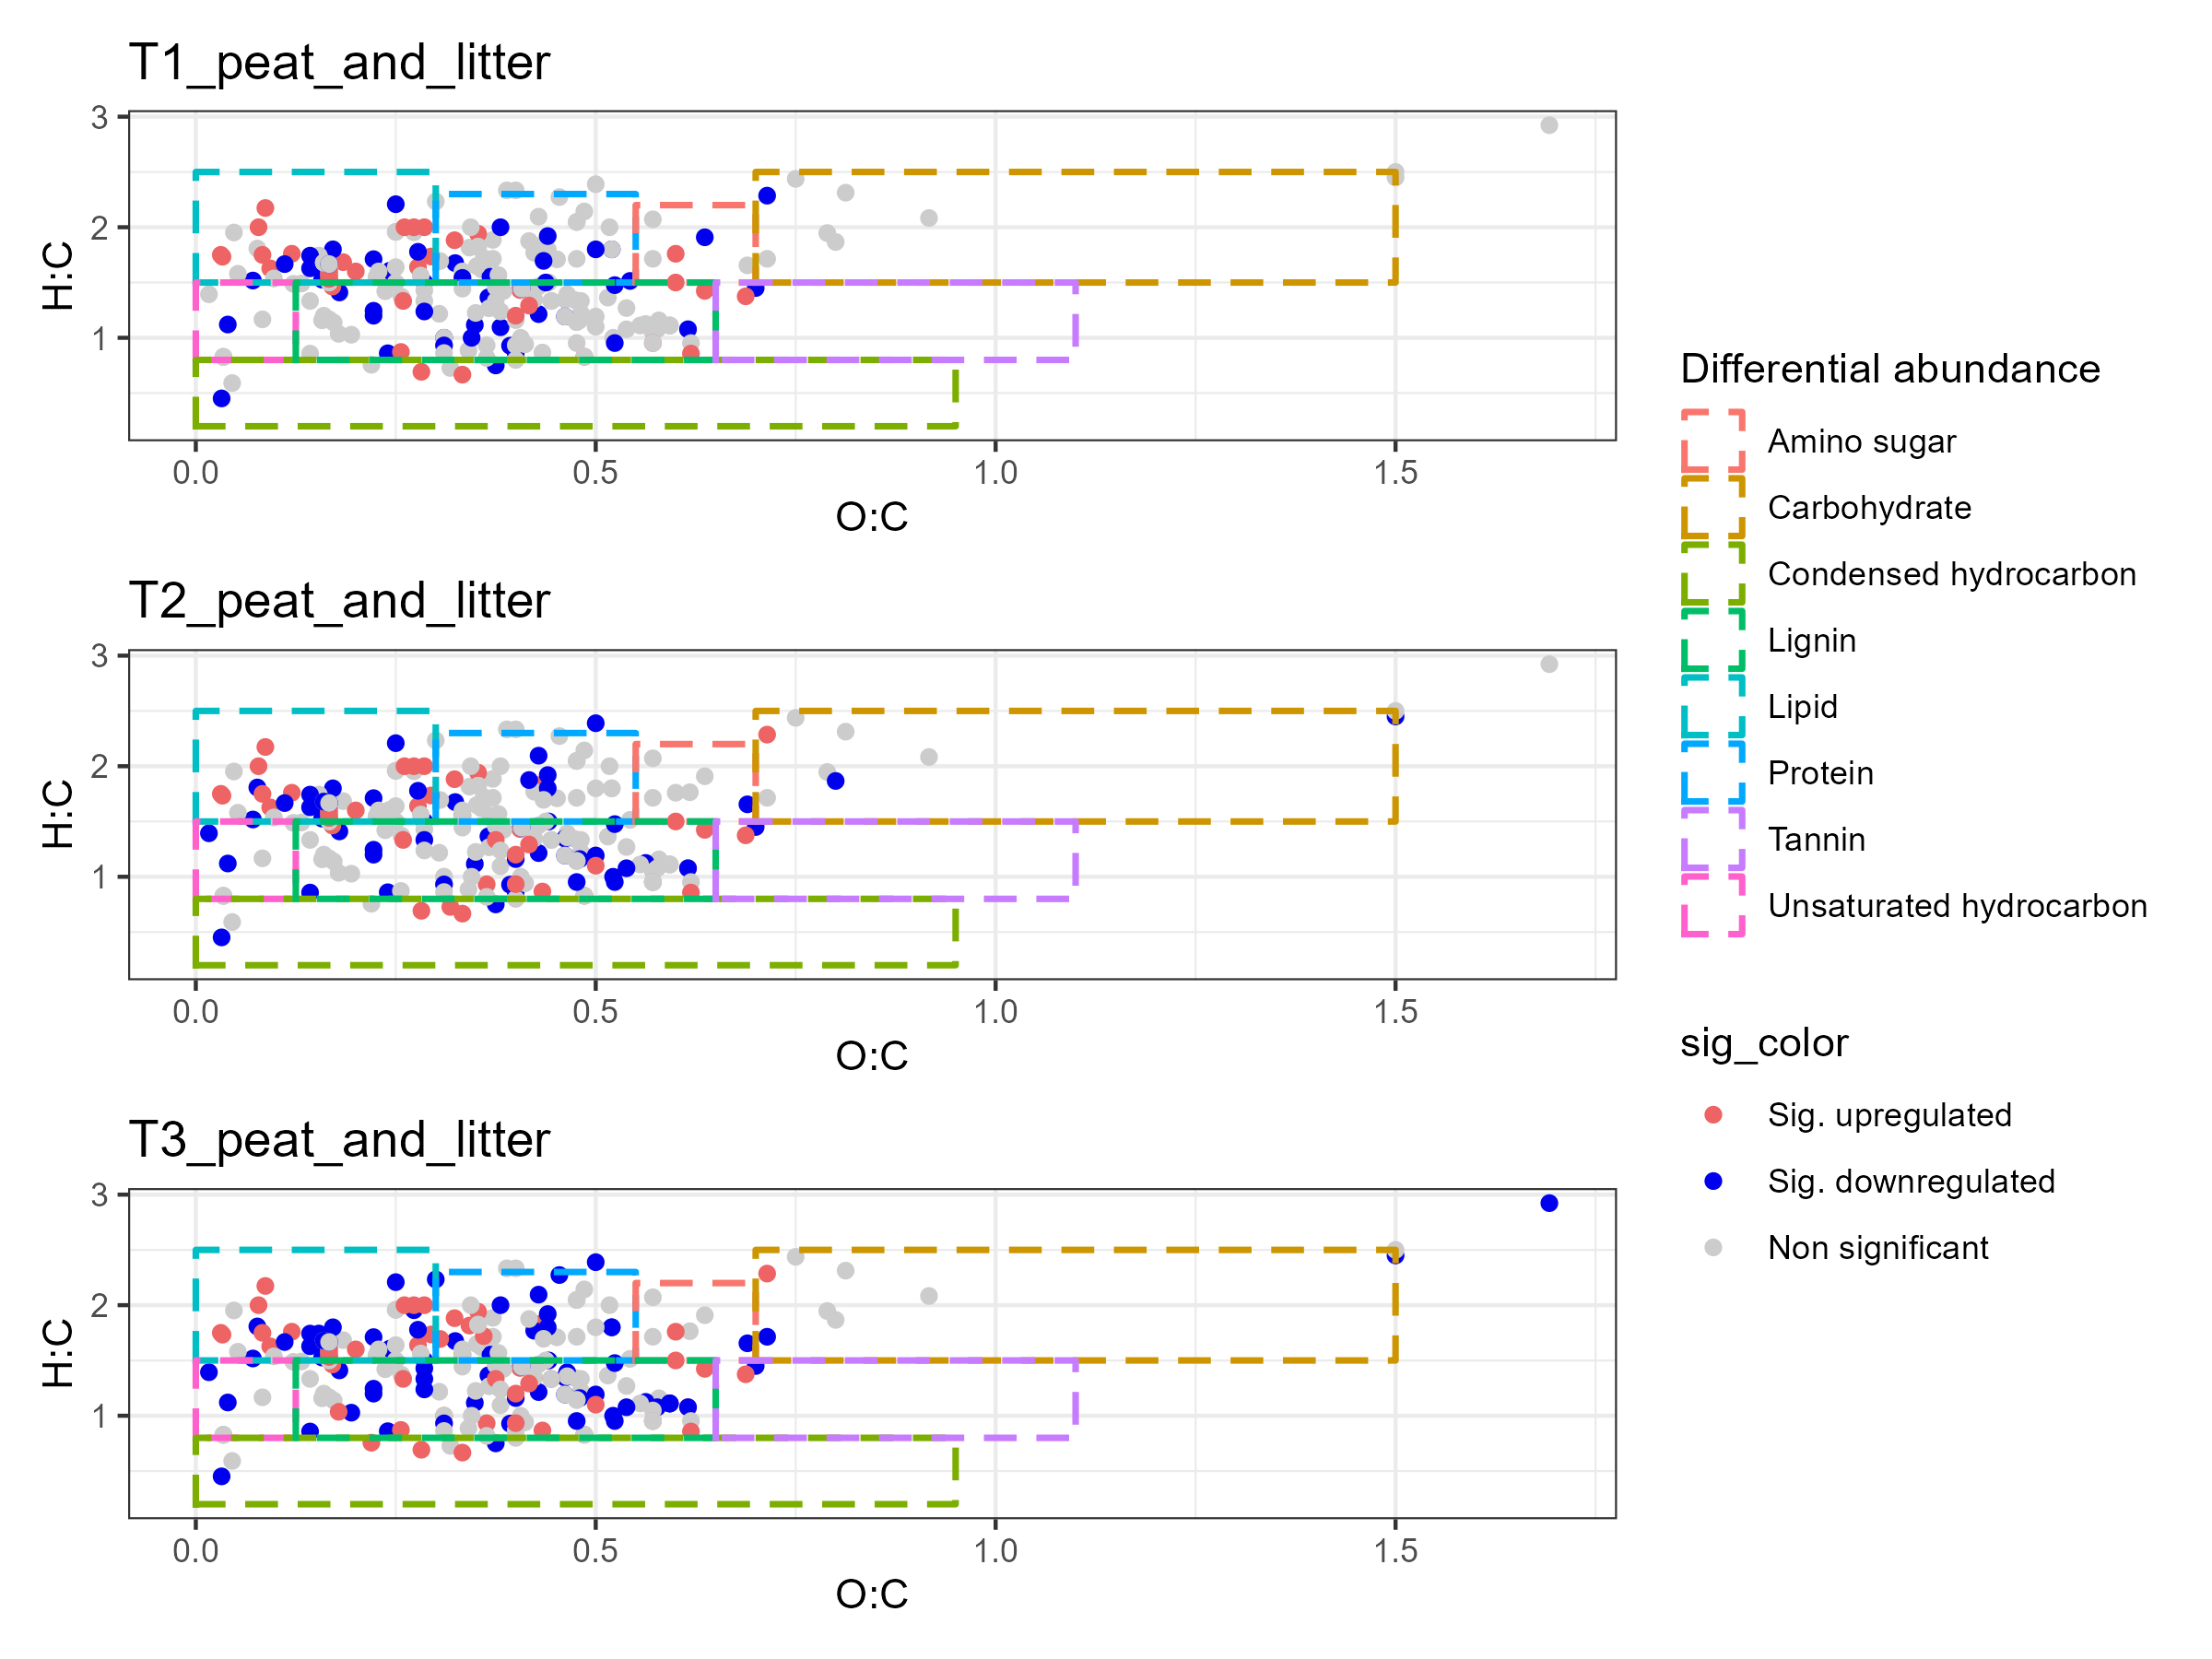 T1_peat_and_litter
3
2
1
H:C
0.0 0.5 1.0 1.5
O:C
T2_peat_and_litter
3
2
1
H:C
0.0 0.5 1.0 1.5
O:C
T3_peat_and_litter
3
2
1
H:C
0.0 0.5 1.0 1.5
O:C
Differential abundance
Amino sugar
Carbohydrate
Condensed hydrocarbon
Lignin
Lipid
Protein
Tannin
Unsaturated hydrocarbon
sig_color
Sig. upregulated
Sig. downregulated
Non significant